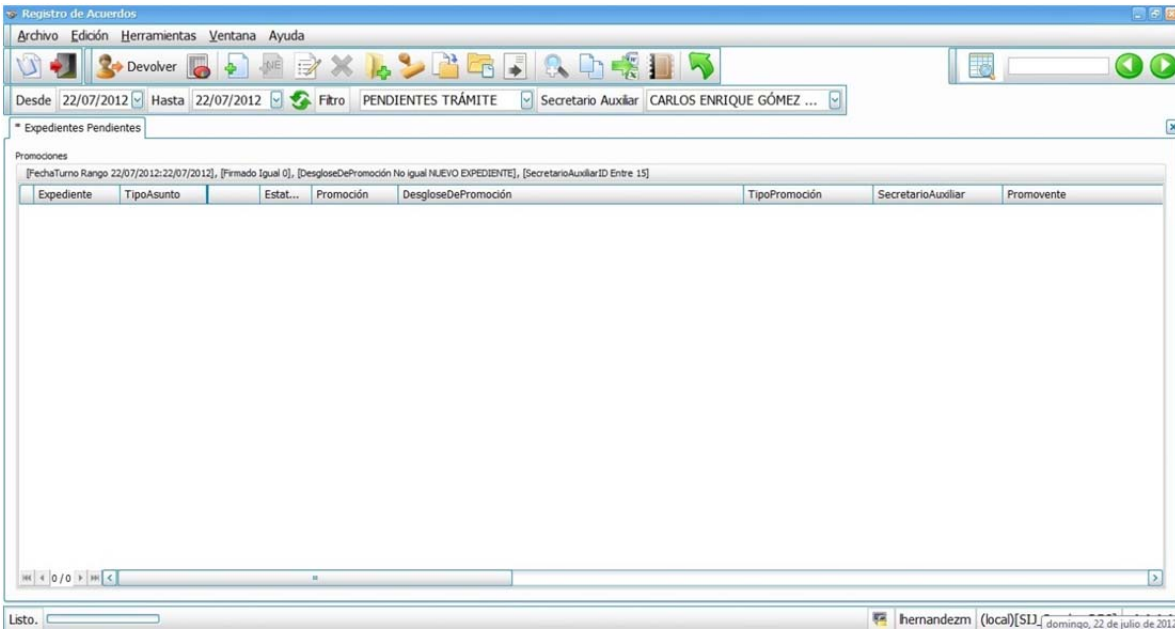 Registro de Acuerdos
Archivo Edición Herramientas Ventana Ayuda
Devolver
Desde 22/07/2012 Hasta 22/07/2012 Filtro PENDIENTES TRÁMITE Secretario Auxiliar CARLOS ENRIQUE GÓMEZ ...
* Expedientes Pendientes
Promociones
[FechaTurno Rango 22/07/2012:22/07/2012], [Firmado Igual 0], [DesgloseDePromoción No igual NUEVO EXPEDIENTE], [SecretarioAuxiliarID Entre 15]
Expediente TipoAsunto Estat... Promoción DesgloseDePromoción TipoPromoción SecretarioAuxiliar Promovente
0 / 0
Listo. lhernandezm (local)[SIJ_
domingo, 22 de julio de 201